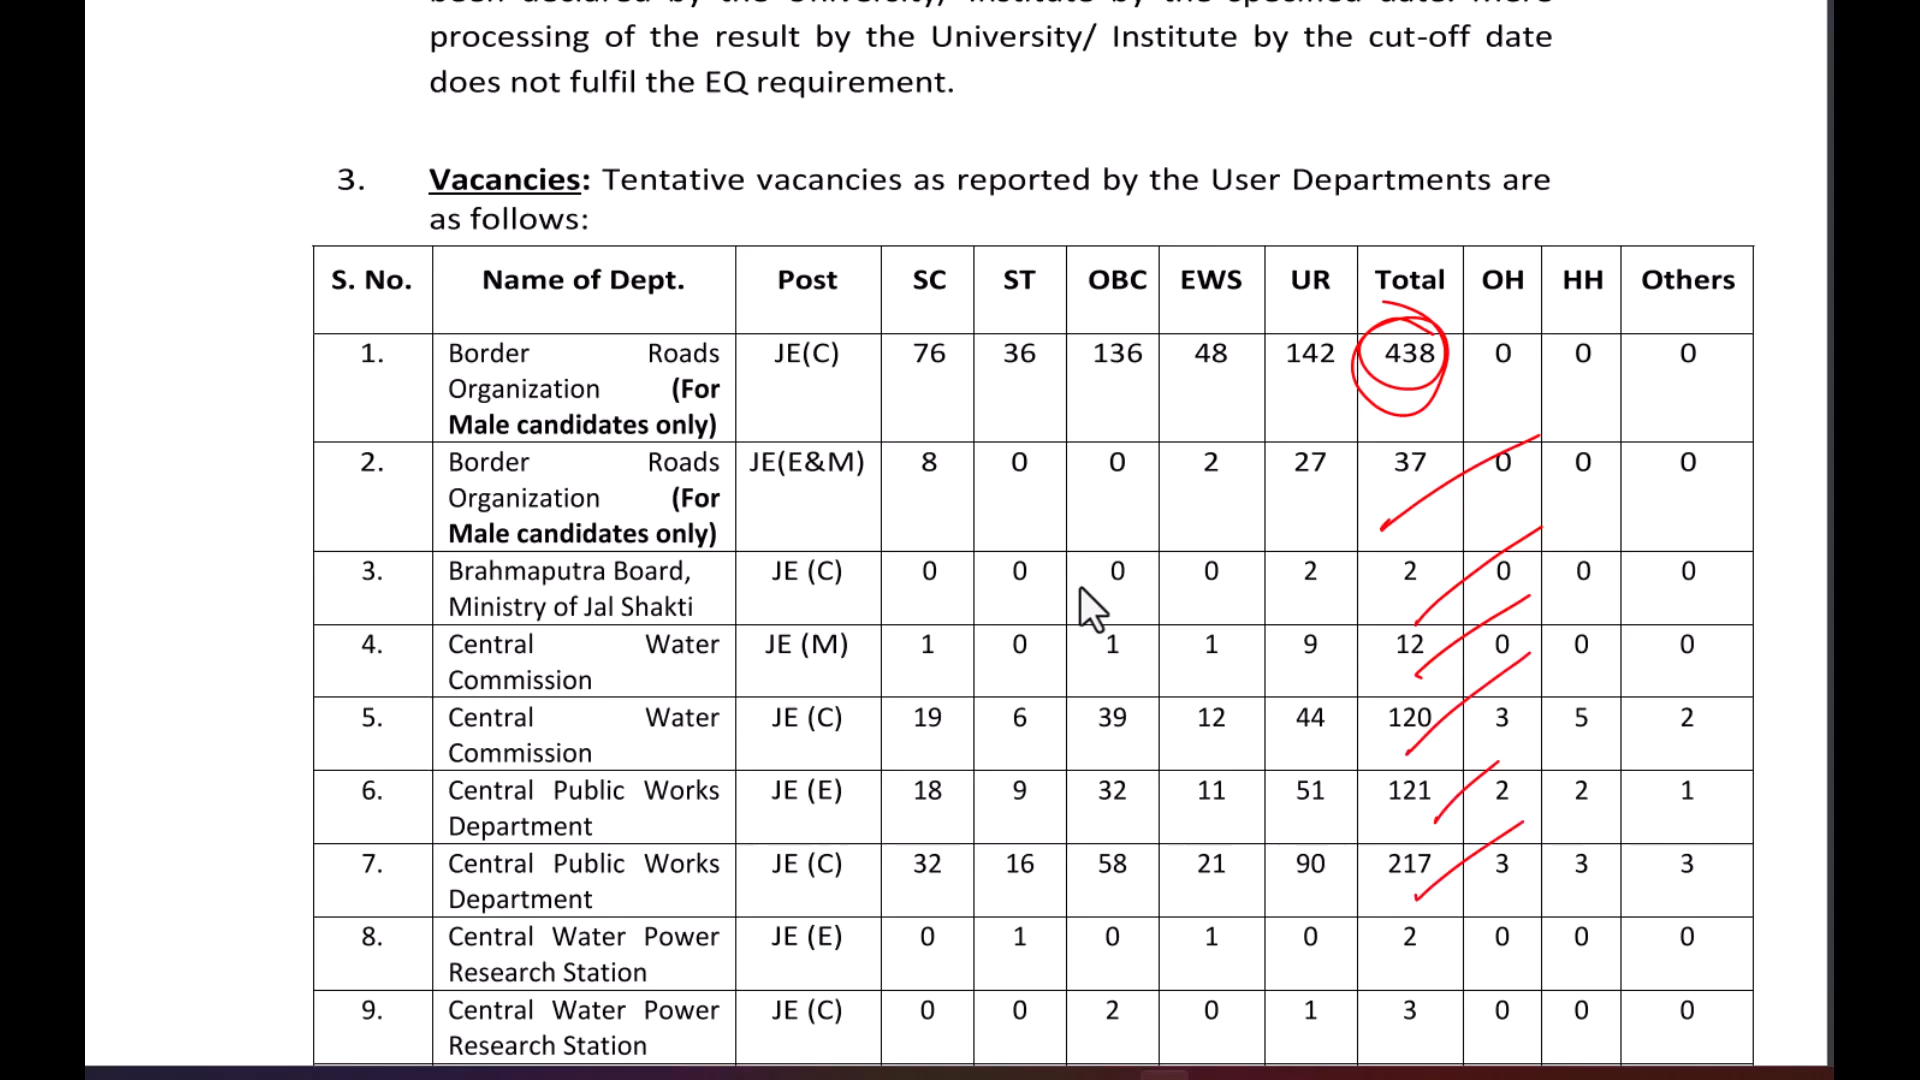 processing of the result by the University/ Institute by the cut-off date
does not fulfil the EQ requirement.
3. Vacancies: Tentative vacancies as reported by the User Departments are
as follows:
S. No. Name of Dept. Post SC ST OBC EWS UR Total OH HH Others
1. Border Roads JE(C) 76 36 136 48 142 438 0 0 0
Organization (For
Male candidates only)
2. Border Roads JE(E&M) 8 0 0 2 27 37 0 0 0
Organization (For
Male candidates only)
3. Brahmaputra Board, JE (C) 0 0 0 0 2 2 0 0 0
Ministry of Jal Shakti
4. Central Water JE (M) 1 0 1 1 9 12 0 0 0
Commission
5. Central Water JE (C) 19 6 39 12 44 120 3 5 2
Commission
6. Central Public Works JE (E) 18 9 32 11 51 121 2 2 1
Department
7. Central Public Works JE (C) 32 16 58 21 90 217 3 3 3
Department
8. Central Water Power JE (E) 0 1 0 1 0 2 0 0 0
Research Station
9. Central Water Power JE (C) 0 0 2 0 1 3 0 0 0
Research Station